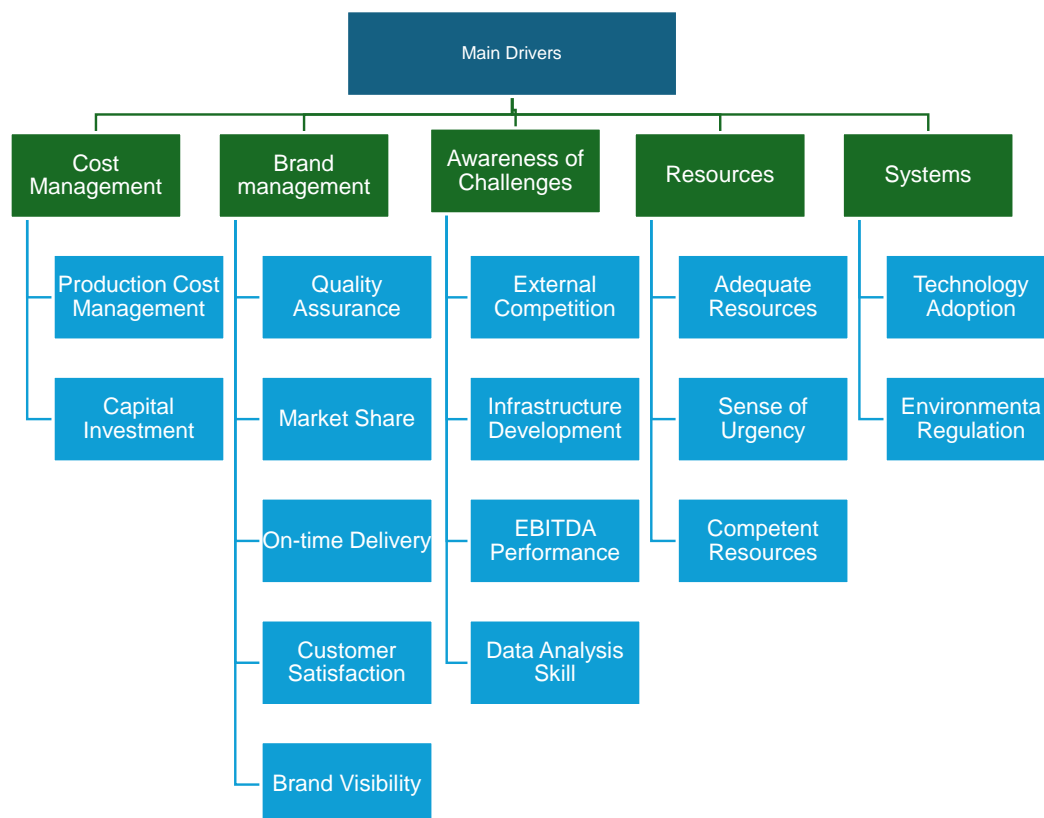 Main Drivers
Cost
Management
Brand
management
Awareness of
Challenges
Resources
Systems
Production Cost
Management
Capital
Investment
Quality
Assurance
Market Share
On-time Delivery
Customer
Satisfaction
Brand Visibility
External
Competition
Infrastructure
Development
EBITDA
Performance
Data Analysis
Skill
Adequate
Resources
Sense of
Urgency
Competent
Resources
Technology
Adoption
Environmenta
Regulation